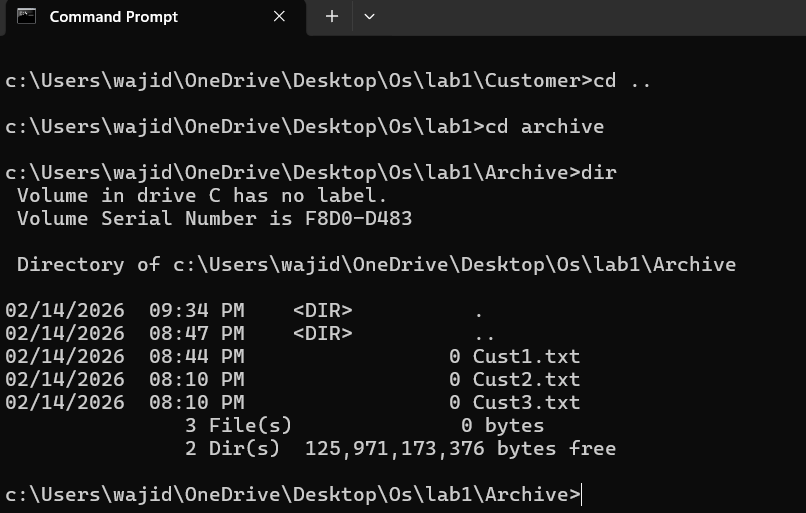 Command Prompt
c:\Users\wajid\OneDrive\Desktop\Os\lab1\Customer>cd ..
c:\Users\wajid\OneDrive\Desktop\Os\lab1>cd archive
c:\Users\wajid\OneDrive\Desktop\Os\lab1\Archive>dir
 Volume in drive C has no label.
 Volume Serial Number is F8D0-D483
 Directory of c:\Users\wajid\OneDrive\Desktop\Os\lab1\Archive
02/14/2026  09:34 PM    <DIR>          .
02/14/2026  08:47 PM    <DIR>          ..
02/14/2026  08:44 PM                 0 Cust1.txt
02/14/2026  08:10 PM                 0 Cust2.txt
02/14/2026  08:10 PM                 0 Cust3.txt
               3 File(s)              0 bytes
               2 Dir(s)  125,971,173,376 bytes free
c:\Users\wajid\OneDrive\Desktop\Os\lab1\Archive>